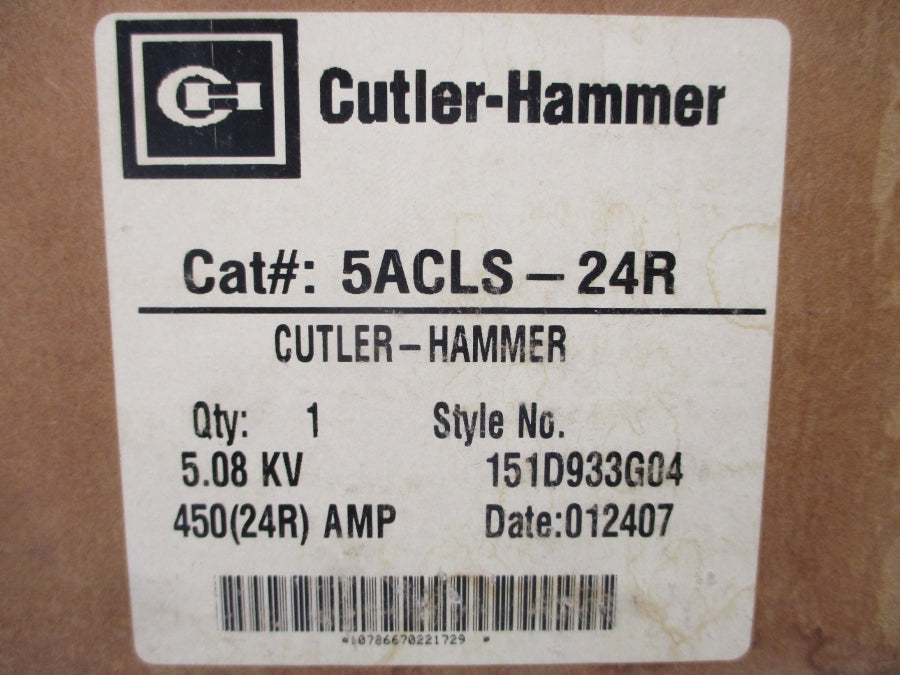 Cutler-Hammer
Cat#: 5ACLS-24R
CUTLER-HAMMER
Qty: 1 Style No.
5.08 KV 151D933G04
450(24R) AMP Date:012407
*10786670221729 *